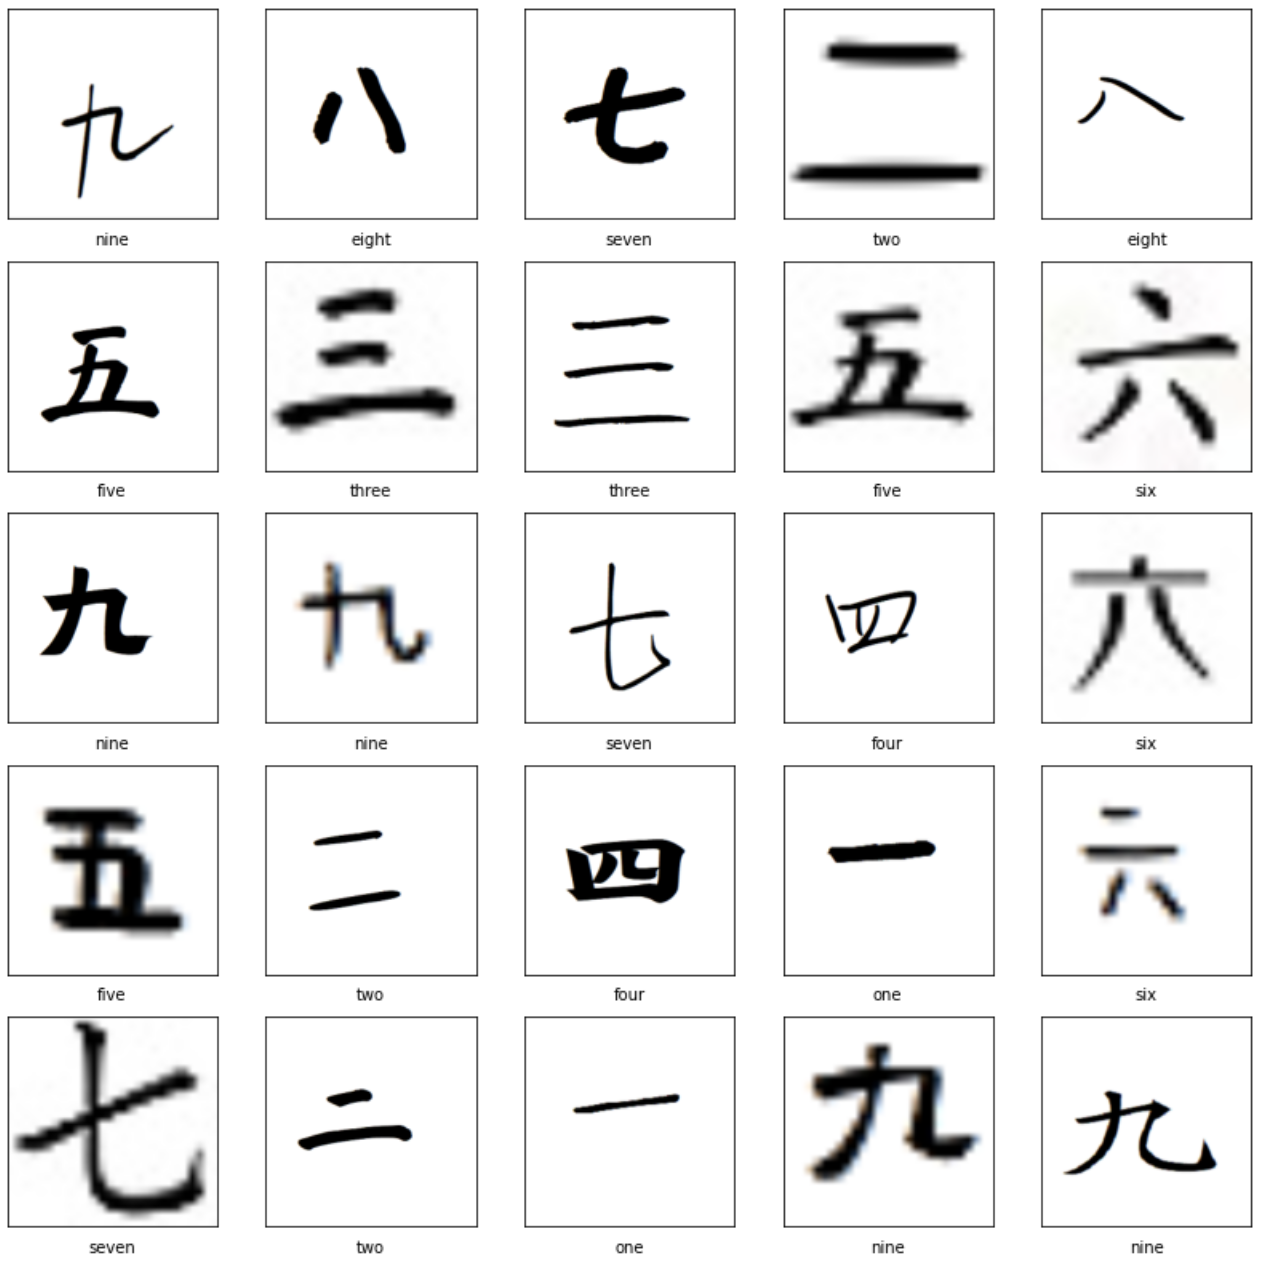 九 八 七 二 八
nine eight seven two eight
五 三 三 五 六
five three three five six
九 九 七 四 六
nine nine seven four six
五 二 四 一 六
five two four one six
七 二 一 九 九
seven two one nine nine